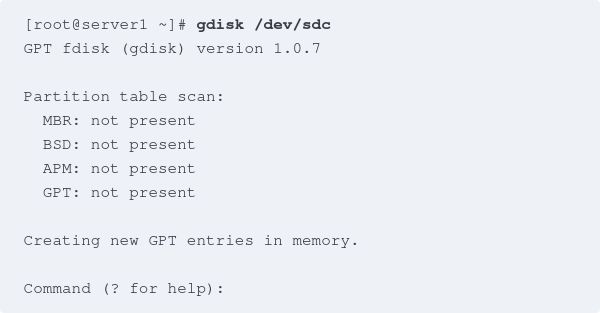 [root@server1 ~]# gdisk /dev/sdc
GPT fdisk (gdisk) version 1.0.7

Partition table scan:
  MBR: not present
  BSD: not present
  APM: not present
  GPT: not present

Creating new GPT entries in memory.

Command (? for help):